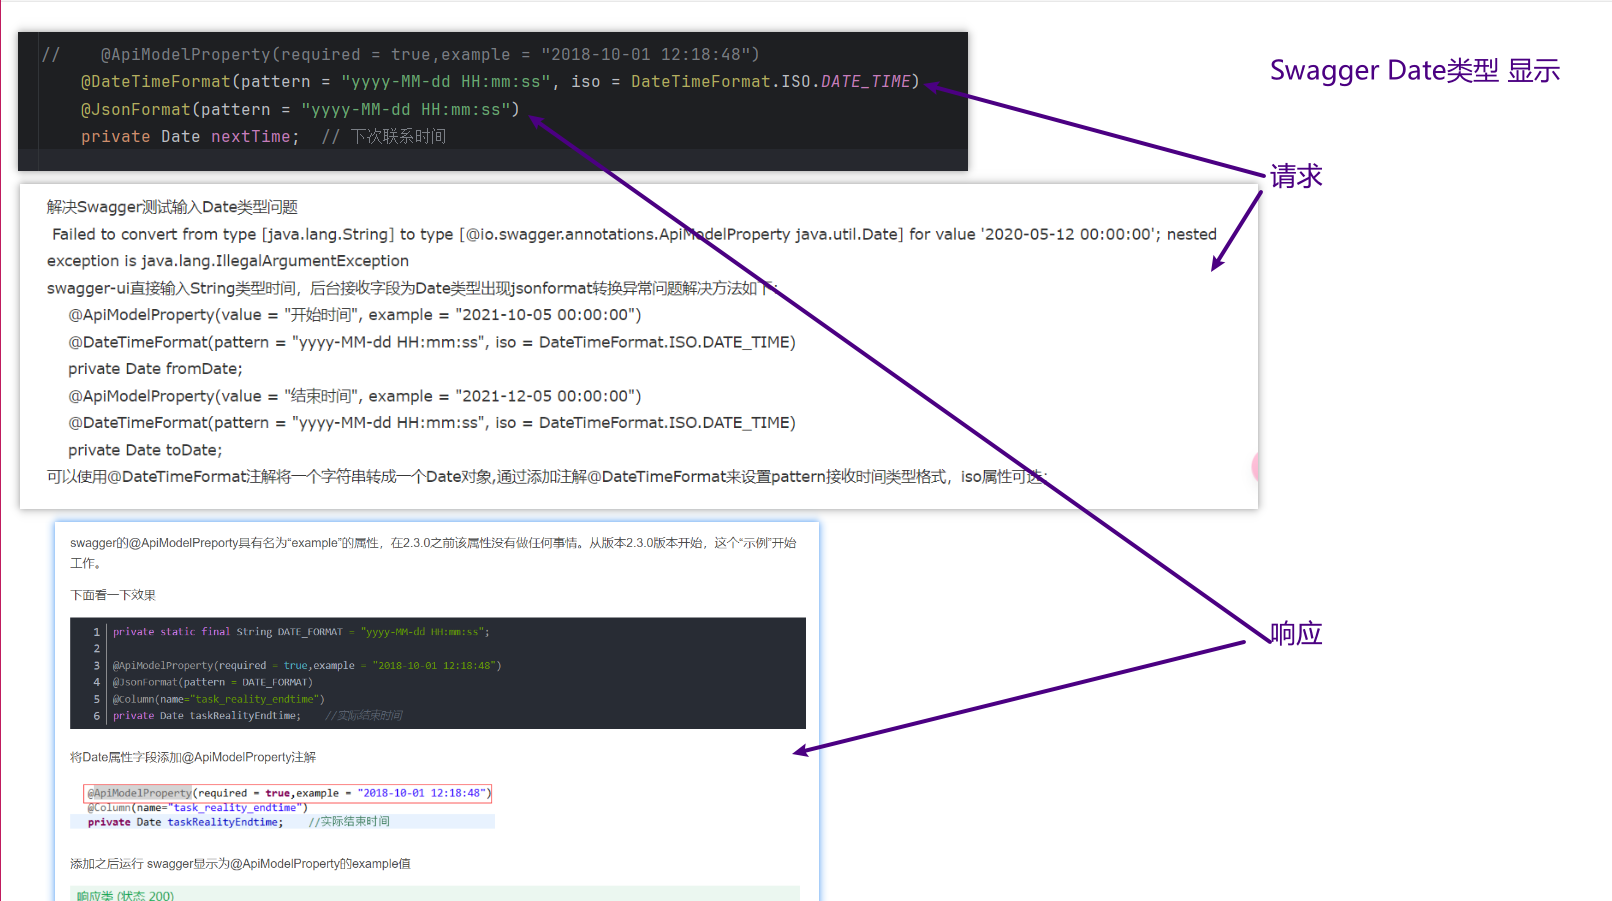 //    @ApiModelProperty(required = true,example = "2018-10-01 12:18:48")
@DateTimeFormat(pattern = "yyyy-MM-dd HH:mm:ss", iso = DateTimeFormat.ISO.DATE_TIME)
@JsonFormat(pattern = "yyyy-MM-dd HH:mm:ss")
private Date nextTime;  // 下次联系时间
Swagger Date类型 显示
请求
解决Swagger测试输入Date类型问题
Failed to convert from type [java.lang.String] to type [@io.swagger.annotations.ApiModelProperty java.util.Date] for value '2020-05-12 00:00:00'; nested
exception is java.lang.IllegalArgumentException
swagger-ui直接输入String类型时间，后台接收字段为Date类型出现jsonformat转换异常问题解决方法如下:
@ApiModelProperty(value = "开始时间", example = "2021-10-05 00:00:00")
@DateTimeFormat(pattern = "yyyy-MM-dd HH:mm:ss", iso = DateTimeFormat.ISO.DATE_TIME)
private Date fromDate;
@ApiModelProperty(value = "结束时间", example = "2021-12-05 00:00:00")
@DateTimeFormat(pattern = "yyyy-MM-dd HH:mm:ss", iso = DateTimeFormat.ISO.DATE_TIME)
private Date toDate;
可以使用@DateTimeFormat注解将一个字符串转成一个Date对象,通过添加注解@DateTimeFormat来设置pattern接收时间类型格式，iso属性可选;
swagger的@ApiModelPreporty具有名为“example”的属性，在2.3.0之前该属性没有做任何事情。从版本2.3.0版本开始，这个“示例”开始
工作。
下面看一下效果
1 private static final String DATE_FORMAT = "yyyy-MM-dd HH:mm:ss";
2
3 @ApiModelProperty(required = true,example = "2018-10-01 12:18:48")
4 @JsonFormat(pattern = DATE_FORMAT)
5 @Column(name="task_reality_endtime")
6 private Date taskRealityEndtime;    //实际结束时间
响应
将Date属性字段添加@ApiModelProperty注解
@ApiModelProperty(required = true,example = "2018-10-01 12:18:48")
@Column(name="task_reality_endtime")
private Date taskRealityEndtime;    //实际结束时间
添加之后运行 swagger显示为@ApiModelProperty的example值
响应类 (状态 200)